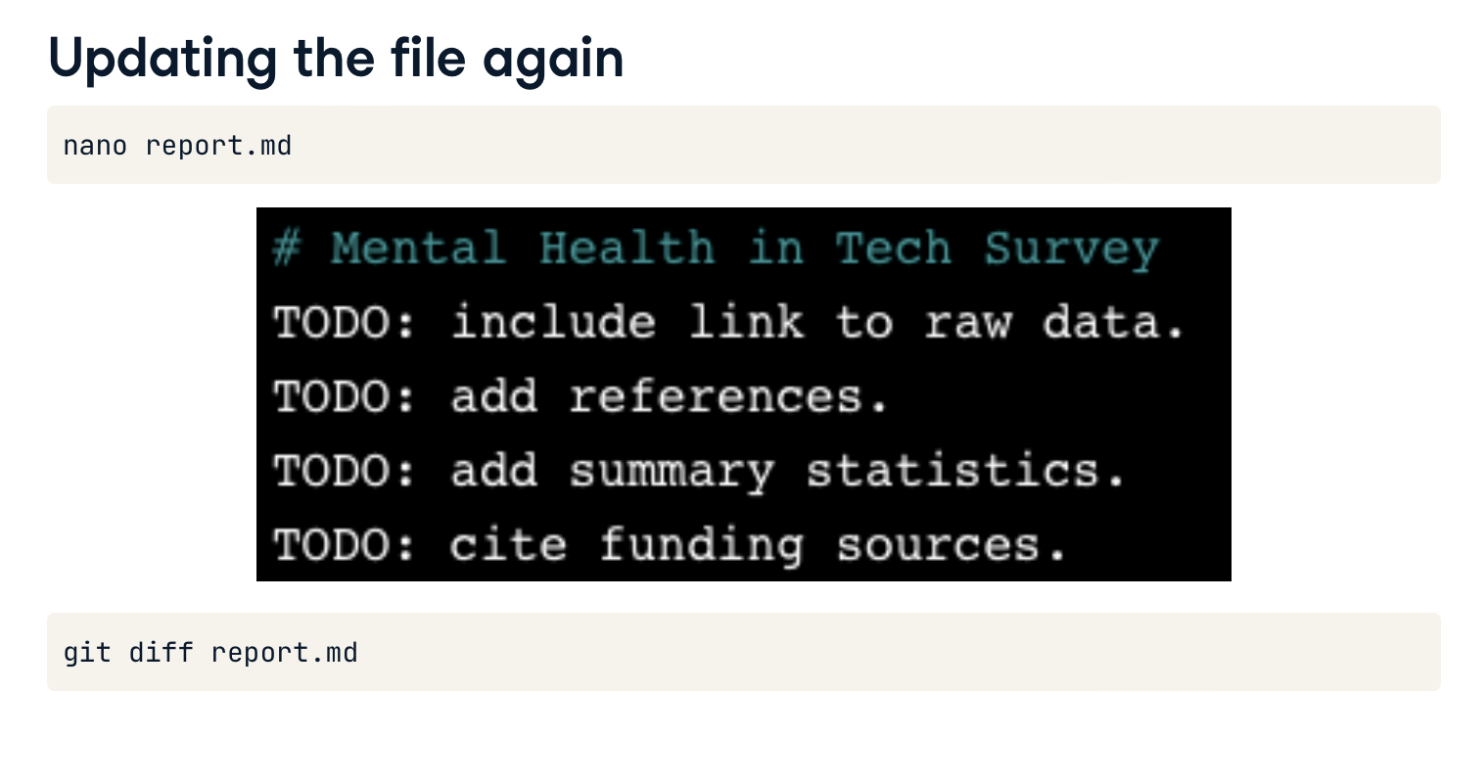 Updating the file again
nano report.md
# Mental Health in Tech Survey
TODO: include link to raw data.
TODO: add references.
TODO: add summary statistics.
TODO: cite funding sources.
git diff report.md